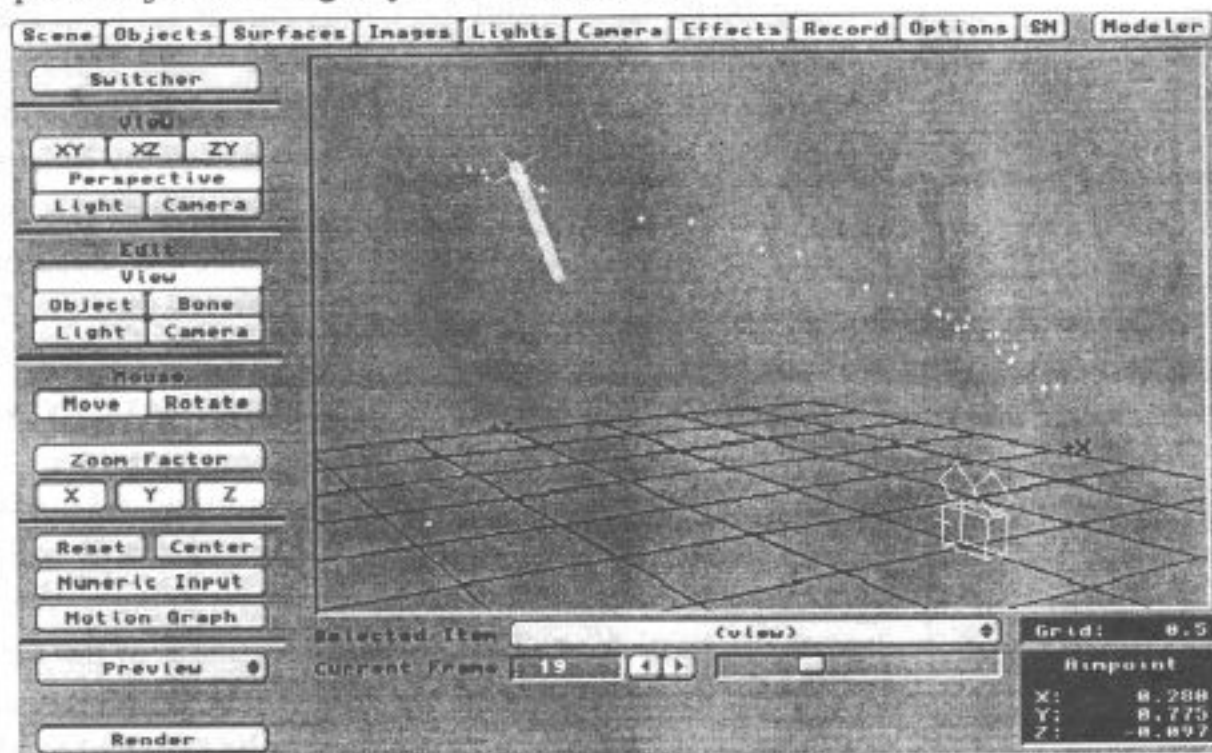 Scene Objects Surfaces Images Lights Camera Effects Record Options SN Modeler
Switcher
View
XY XZ ZY
Perspective
Light Camera
Edit
View
Object Bone
Light Camera
Mouse
Move Rotate
Zoom Factor
X Y Z
Reset Center
Numeric Input
Motion Graph
Preview
Render
+X
Selected Item (view)
Current Frame 19
Grid: 0.5
Aimpoint
X: 0.280
Y: 0.775
Z: -0.097